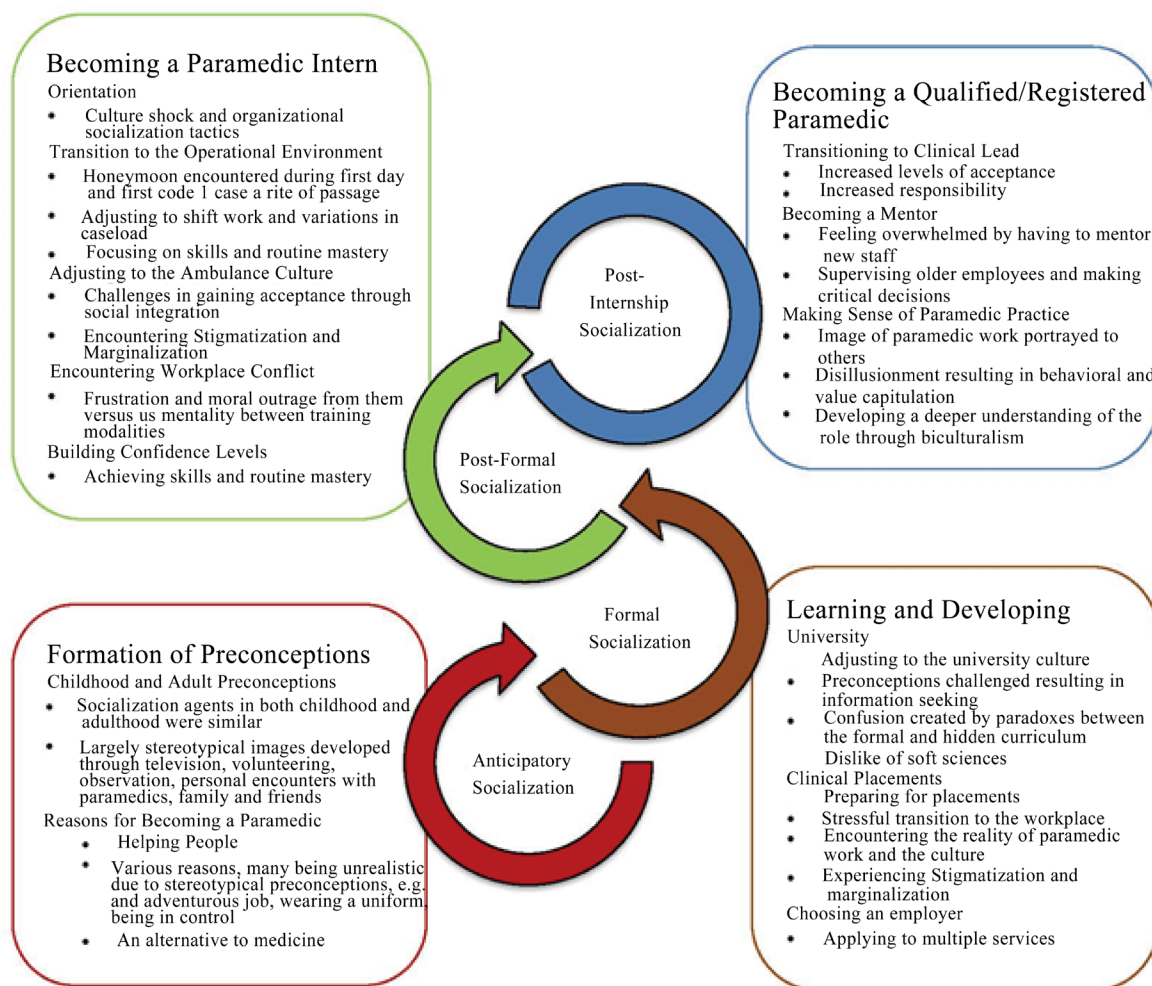 Becoming a Paramedic Intern
Orientation
* Culture shock and organizational
socialization tactics
Transition to the Operational Environment
* Honeymoon encountered during first day
and first code 1 case a rite of passage
* Adjusting to shift work and variations in
caseload
* Focusing on skills and routine mastery
Adjusting to the Ambulance Culture
* Challenges in gaining acceptance through
social integration
* Encountering Stigmatization and
Marginalization
Encountering Workplace Conflict
* Frustration and moral outrage from them
versus us mentality between training
modalities
Building Confidence Levels
* Achieving skills and routine mastery
Becoming a Qualified/Registered
Paramedic
Transitioning to Clinical Lead
* Increased levels of acceptance
* Increased responsibility
Becoming a Mentor
* Feeling overwhelmed by having to mentor
new staff
* Supervising older employees and making
critical decisions
Making Sense of Paramedic Practice
* Image of paramedic work portrayed to
others
* Disillusionment resulting in behavioral and
value capitulation
* Developing a deeper understanding of the
role through biculturalism
Post-
Internship
Socialization
Post-Formal
Socialization
Formal
Socialization
Anticipatory
Socialization
Formation of Preconceptions
Childhood and Adult Preconceptions
* Socialization agents in both childhood and
adulthood were similar
* Largely stereotypical images developed
through television, volunteering,
observation, personal encounters with
paramedics, family and friends
Reasons for Becoming a Paramedic
* Helping People
* Various reasons, many being unrealistic
due to stereotypical preconceptions, e.g.
and adventurous job, wearing a uniform,
being in control
* An alternative to medicine
Learning and Developing
University
Adjusting to the university culture
* Preconceptions challenged resulting in
information seeking
* Confusion created by paradoxes between
the formal and hidden curriculum
Dislike of soft sciences
Clinical Placements
Preparing for placements
* Stressful transition to the workplace
* Encountering the reality of paramedic
work and the culture
* Experiencing Stigmatization and
marginalization
Choosing an employer
* Applying to multiple services